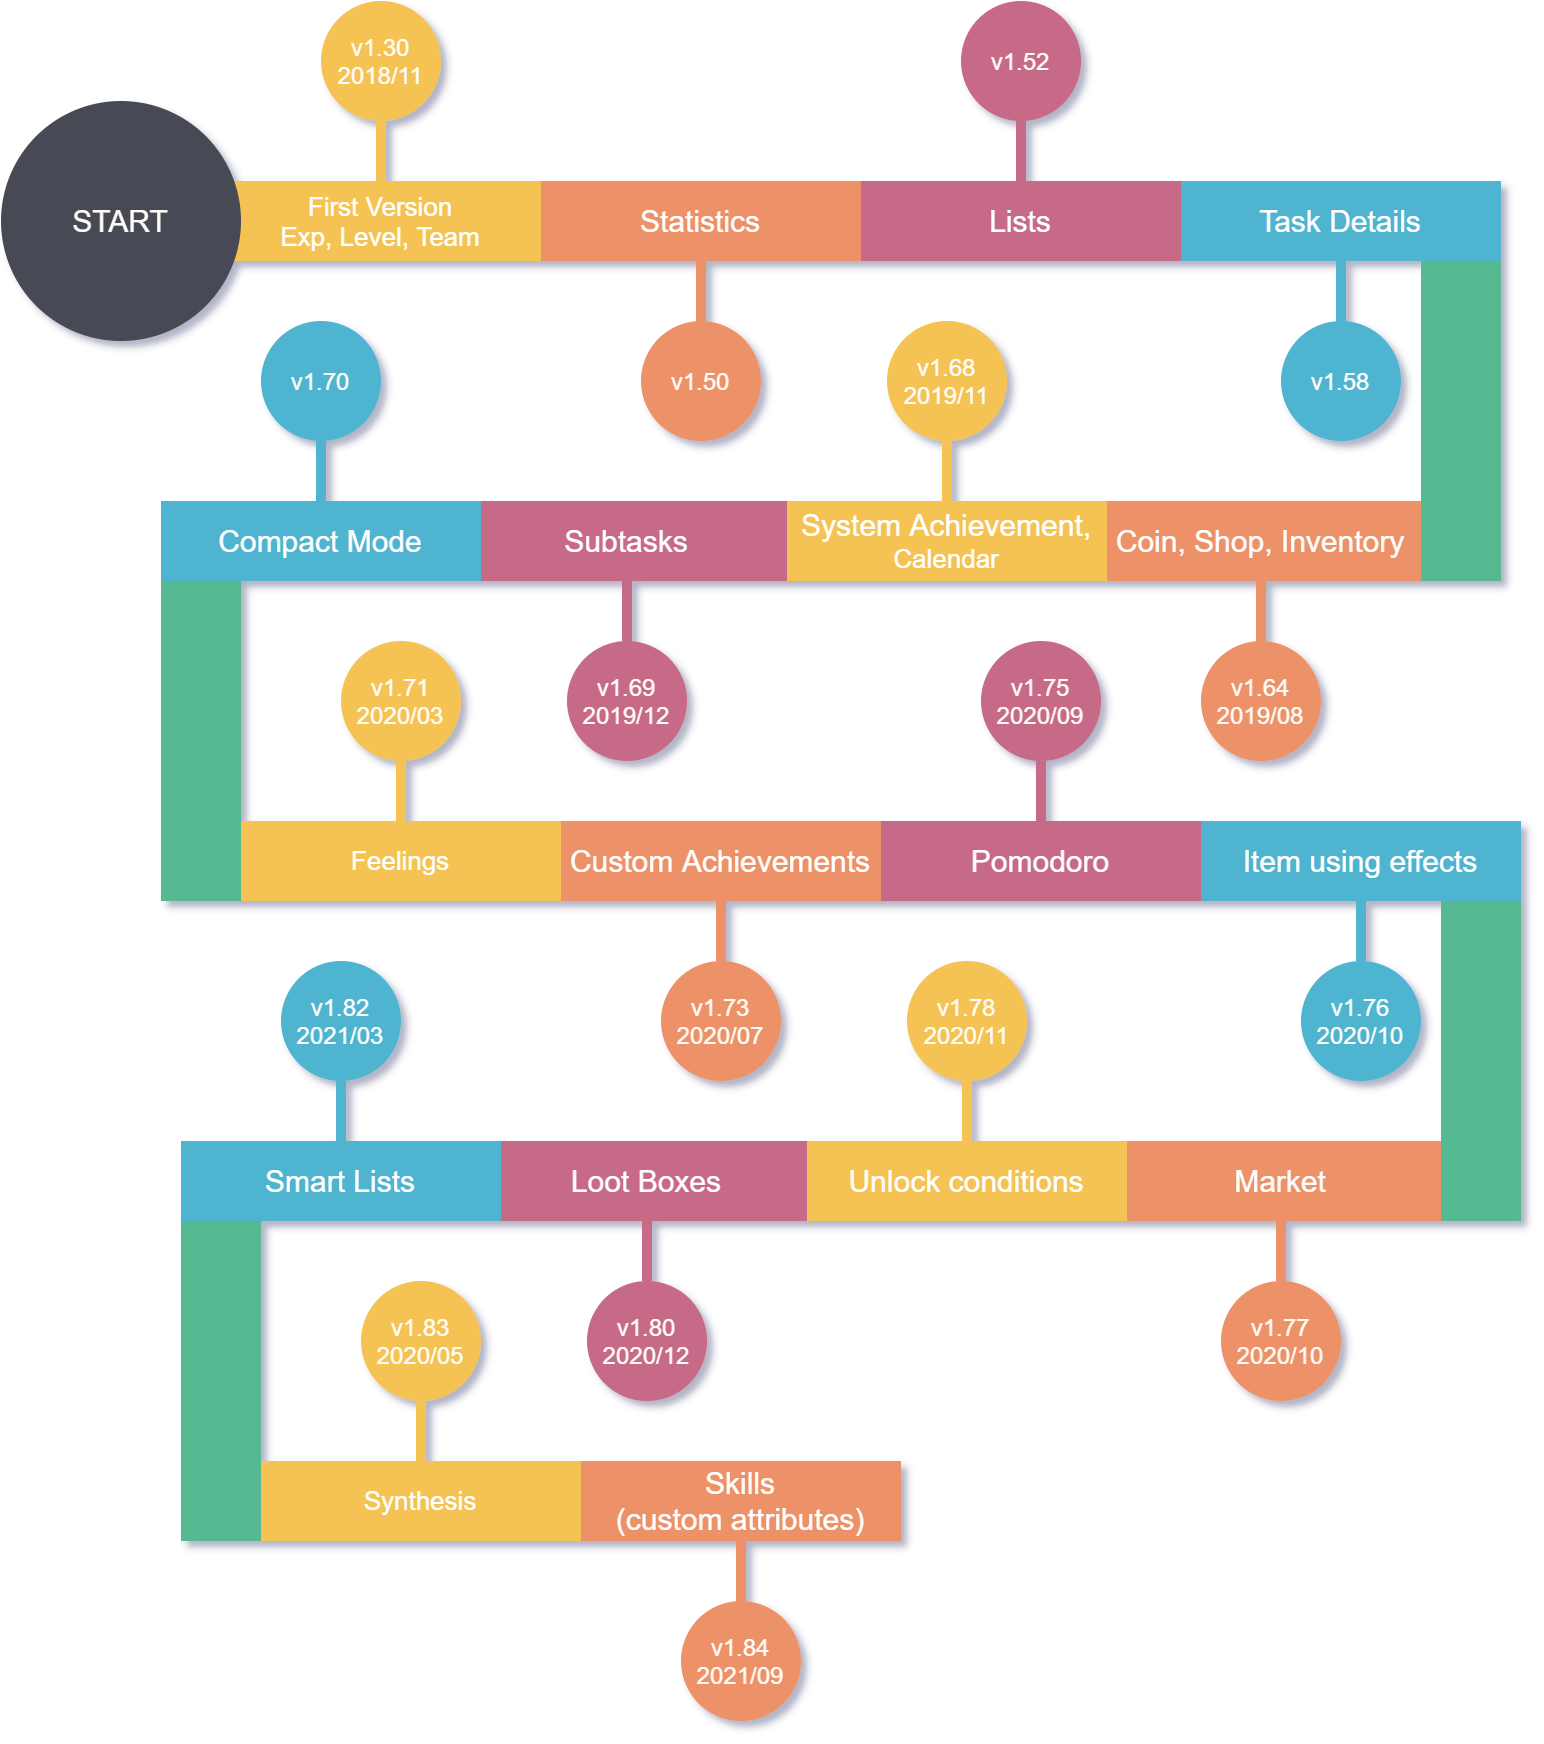 v1.30
2018/11
v1.52
START
First Version
Exp, Level, Team
Statistics
Lists
Task Details
v1.70
v1.50
v1.68
2019/11
v1.58
Compact Mode
Subtasks
System Achievement,
Calendar
Coin, Shop, Inventory
v1.71
2020/03
v1.69
2019/12
v1.75
2020/09
v1.64
2019/08
Feelings
Custom Achievements
Pomodoro
Item using effects
v1.82
2021/03
v1.73
2020/07
v1.78
2020/11
v1.76
2020/10
Smart Lists
Loot Boxes
Unlock conditions
Market
v1.83
2020/05
v1.80
2020/12
v1.77
2020/10
Synthesis
Skills
(custom attributes)
v1.84
2021/09